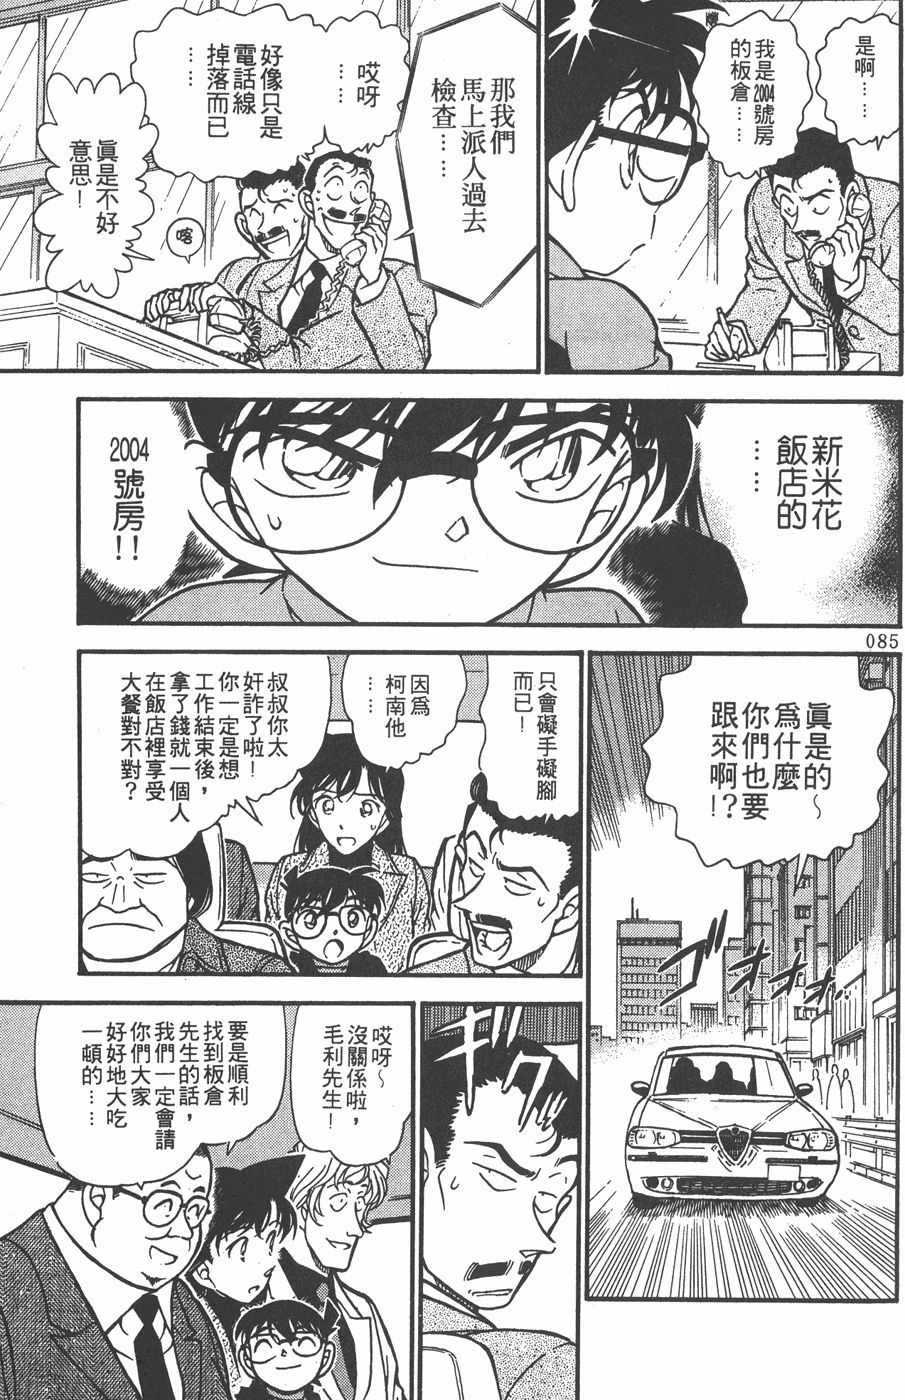 是啊……
我是2004號房
的板倉……
那我們
馬上派人過去
檢查……
哎呀
……
好像只是
電話線
掉落而已
……
喀
真是不好
意思！
新米花
飯店的
……
2004
號房!!
085
真是的～
為什麼
你們也要
跟來啊!?
只會礙手礙腳
而已！
因為
柯南他
……
叔叔你太
奸詐了啦！
你一定是想
工作結束後，
拿了錢就一個人
在飯店裡享受
大餐對不對？
ギクッ
哎呀～
沒關係啦，
毛利先生！
要是順利
找到板倉
先生的話，
我們一定會請
你們大家
好好地大吃
一頓的……